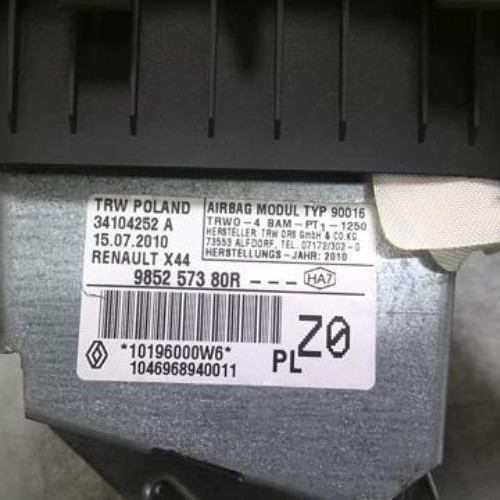 TRW POLAND
34104252 A
15.07.2010
RENAULT X44
AIRBAG MODUL TYP 90016
TRWO-4 BAM-PT1-1250
HERSTELLER TRW ORS GmbH & CO.KG
73553 ALFDORF, TEL. 07172/302-0
HERSTELLUNGS-JAHR: 2010
9852 573 80R --- HA7
*10196000W6*
1046968940011
PL Z0